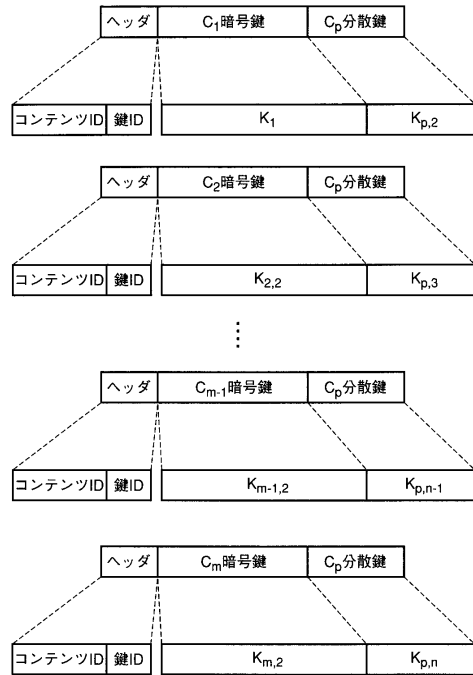 ヘッダ C1暗号鍵 Cp分散鍵
コンテンツID 鍵ID K1 Kp,2
ヘッダ C2暗号鍵 Cp分散鍵
コンテンツID 鍵ID K2,2 Kp,3
ヘッダ Cm-1暗号鍵 Cp分散鍵
コンテンツID 鍵ID Km-1,2 Kp,n-1
ヘッダ Cm暗号鍵 Cp分散鍵
コンテンツID 鍵ID Km,2 Kp,n